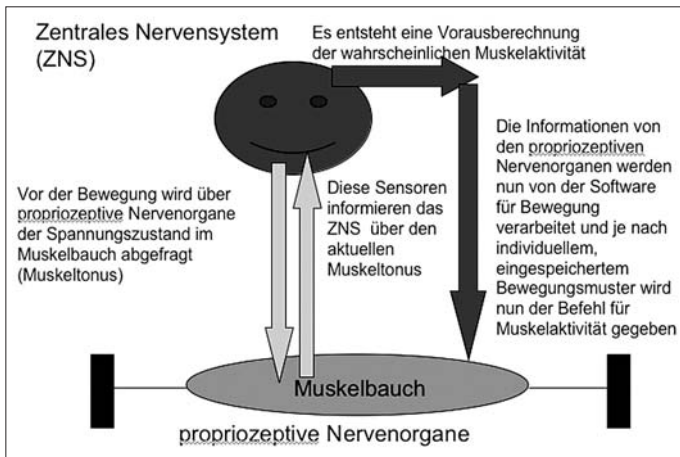 Zentrales Nervensystem
(ZNS)
Es entsteht eine Vorausberechnung
der wahrscheinlichen Muskelaktivität
Vor der Bewegung wird über
propriozeptive Nervenorgane
der Spannungszustand im
Muskelbauch abgefragt
(Muskeltonus)
Diese Sensoren
informieren das
ZNS über den
aktuellen
Muskeltonus
Die Informationen von
den propriozeptiven
Nervenorganen werden
nun von der Software
für Bewegung
verarbeitet und je nach
individuellem,
eingespeichertem
Bewegungsmuster wird
nun der Befehl für
Muskelaktivität gegeben
Muskelbauch
propriozeptive Nervenorgane